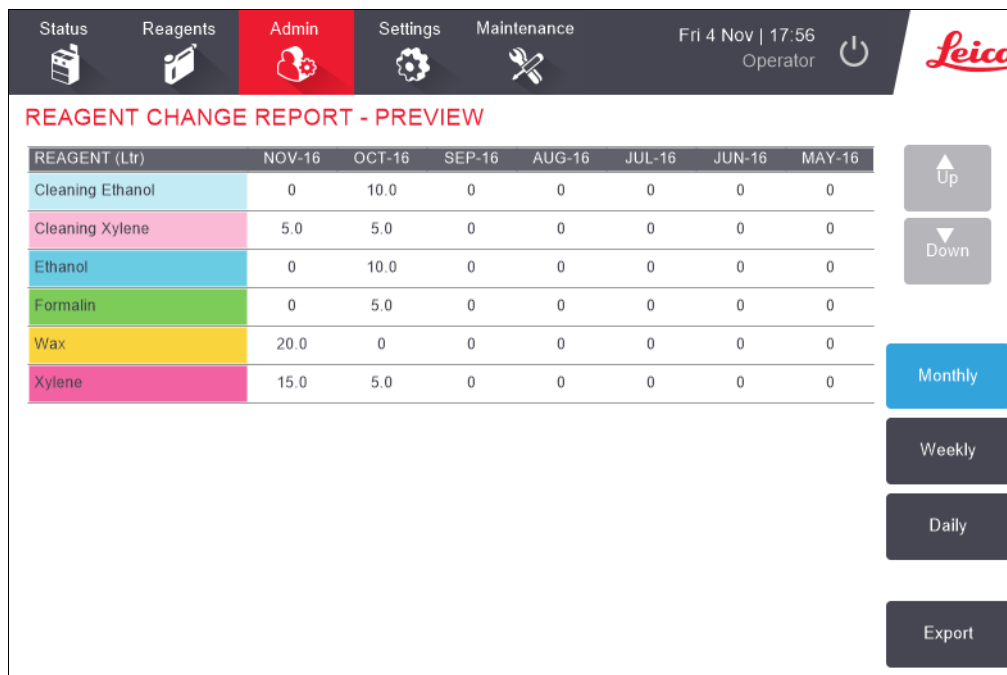 Status Reagents Admin Settings Maintenance Fri 4 Nov | 17:56
Operator
Leica
REAGENT CHANGE REPORT - PREVIEW
REAGENT (Ltr) NOV-16 OCT-16 SEP-16 AUG-16 JUL-16 JUN-16 MAY-16
Cleaning Ethanol 0 10.0 0 0 0 0 0
Cleaning Xylene 5.0 5.0 0 0 0 0 0
Ethanol 0 10.0 0 0 0 0 0
Formalin 0 5.0 0 0 0 0 0
Wax 20.0 0 0 0 0 0 0
Xylene 15.0 5.0 0 0 0 0 0
Up
Down
Monthly
Weekly
Daily
Export